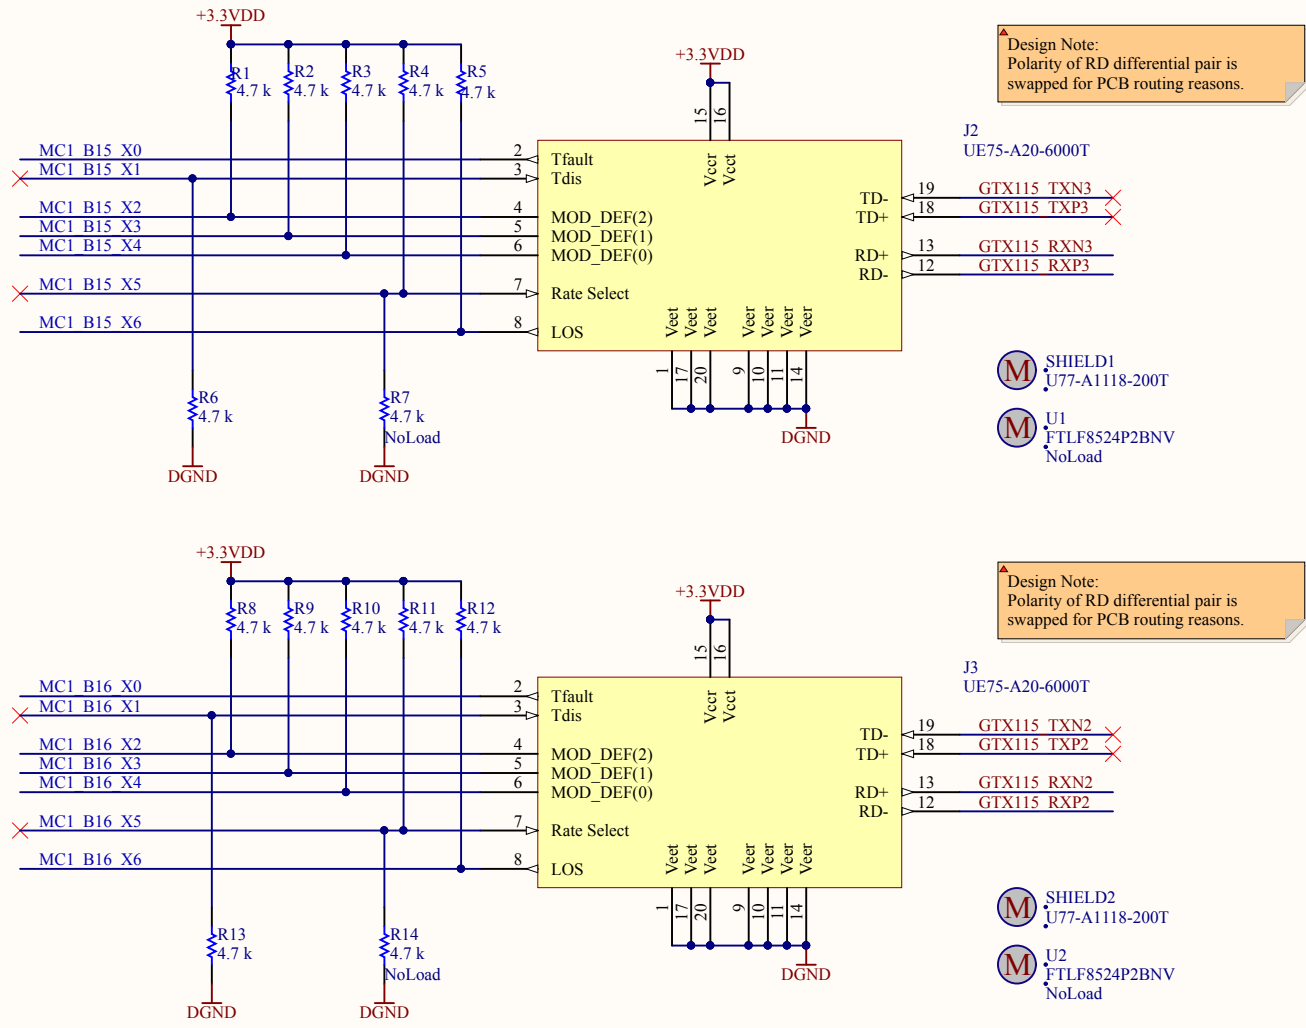 +3.3VDD
R1
4.7 k
R2
4.7 k
R3
4.7 k
R4
4.7 k
R5
4.7 k
MC1_B15_X0
MC1_B15_X1
MC1_B15_X2
MC1_B15_X3
MC1_B15_X4
MC1_B15_X5
MC1_B15_X6
R6
4.7 k
DGND
R7
4.7 k
NoLoad
DGND
+3.3VDD
15
16
Vccr
Vcct
2
Tfault
3
Tdis
4
MOD_DEF(2)
5
MOD_DEF(1)
6
MOD_DEF(0)
7
Rate Select
8
LOS
Veet
Veet
Veet
Veer
Veer
Veer
Veer
1
17
20
9
10
11
14
DGND
TD-
19
GTX115_TXN3
TD+
18
GTX115_TXP3
RD+
13
GTX115_RXN3
RD-
12
GTX115_RXP3
J2
UE75-A20-6000T
Design Note:
Polarity of RD differential pair is
swapped for PCB routing reasons.
M
SHIELD1
U77-A1118-200T
M
U1
FTLF8524P2BNV
NoLoad
+3.3VDD
R8
4.7 k
R9
4.7 k
R10
4.7 k
R11
4.7 k
R12
4.7 k
MC1_B16_X0
MC1_B16_X1
MC1_B16_X2
MC1_B16_X3
MC1_B16_X4
MC1_B16_X5
MC1_B16_X6
R13
4.7 k
DGND
R14
4.7 k
NoLoad
DGND
+3.3VDD
15
16
Vccr
Vcct
2
Tfault
3
Tdis
4
MOD_DEF(2)
5
MOD_DEF(1)
6
MOD_DEF(0)
7
Rate Select
8
LOS
Veet
Veet
Veet
Veer
Veer
Veer
Veer
1
17
20
9
10
11
14
DGND
TD-
19
GTX115_TXN2
TD+
18
GTX115_TXP2
RD+
13
GTX115_RXN2
RD-
12
GTX115_RXP2
J3
UE75-A20-6000T
Design Note:
Polarity of RD differential pair is
swapped for PCB routing reasons.
M
SHIELD2
U77-A1118-200T
M
U2
FTLF8524P2BNV
NoLoad